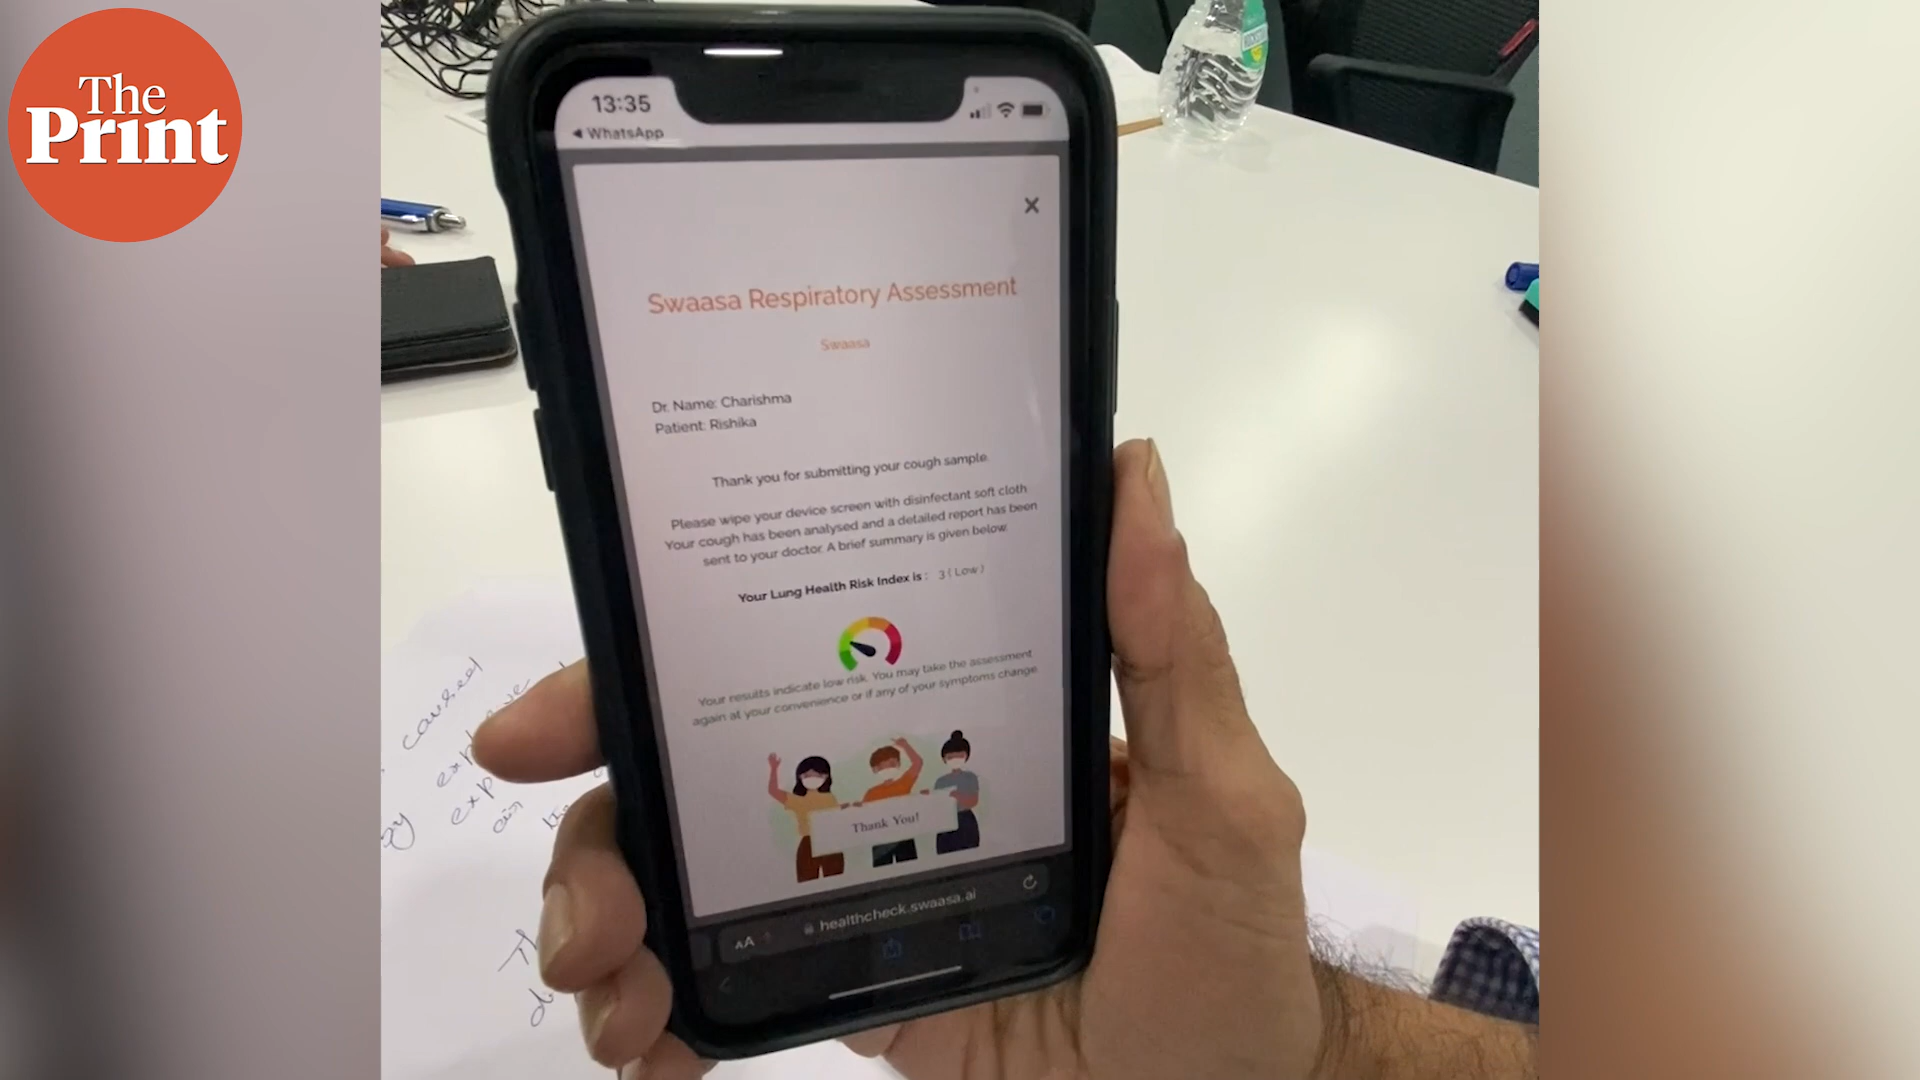 The
Print
13:35
WhatsApp
Swaasa Respiratory Assessment
Swaasa
Dr. Name: Charishma
Patient: Rishika
Thank you for submitting your cough sample.
Please wipe your device screen with disinfectant soft cloth
Your cough has been analysed and a detailed report has been
sent to your doctor. A brief summary is given below.
Your Lung Health Risk Index is : 3 ( Low )
Your results indicate low risk. You may take the assessment
again at your convenience or if any of your symptoms change
Thank You!
AA
healthcheck.swaasa.ai
caused
by